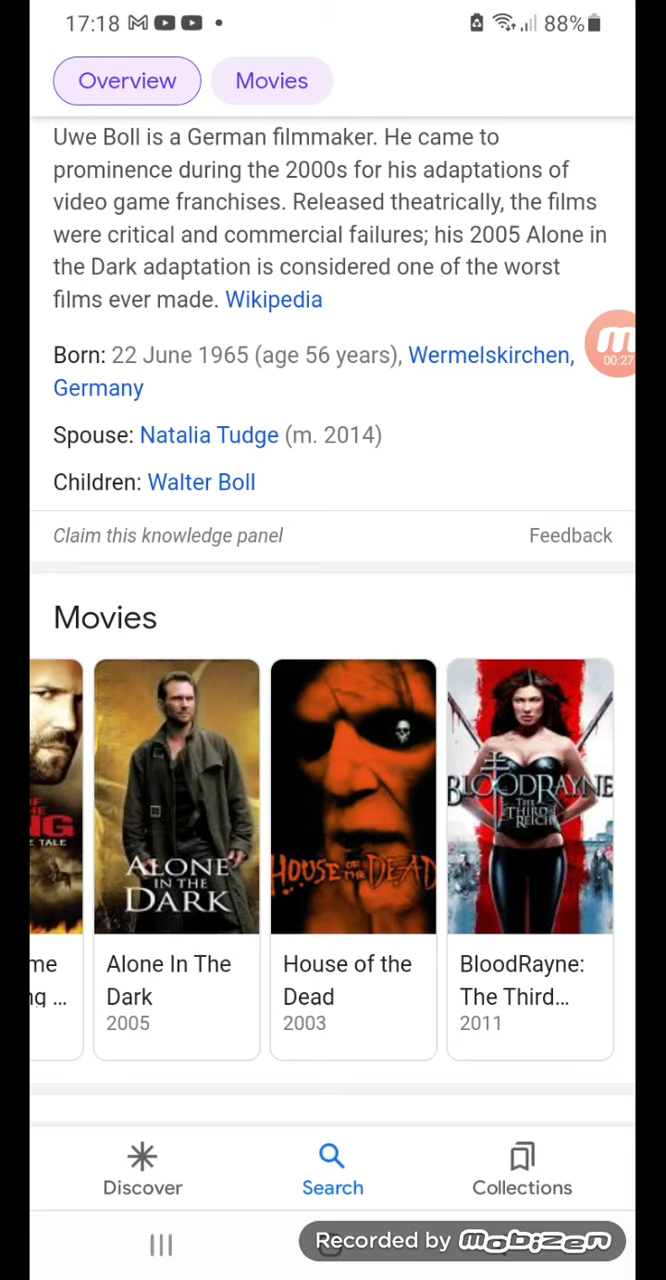 17:18
88%
Overview
Movies
Uwe Boll is a German filmmaker. He came to
prominence during the 2000s for his adaptations of
video game franchises. Released theatrically, the films
were critical and commercial failures; his 2005 Alone in
the Dark adaptation is considered one of the worst
films ever made. Wikipedia
m
00:27
Born: 22 June 1965 (age 56 years), Wermelskirchen,
Germany
Spouse: Natalia Tudge (m. 2014)
Children: Walter Boll
Claim this knowledge panel
Feedback
Movies
TALE
ALONE
IN THE
DARK
HOUSE OF THE DEAD
BLOODRAYNE
THE THIRD
REICH
me
ng ...
Alone In The
Dark
2005
House of the
Dead
2003
BloodRayne:
The Third...
2011
Discover
Search
Collections
Recorded by mobizen